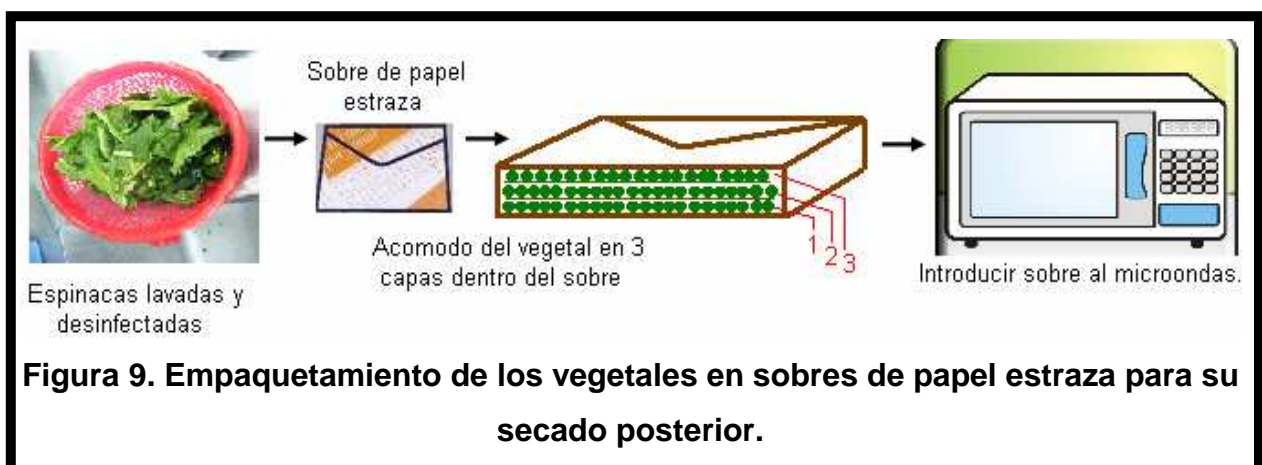 Sobre de papel
estraza
Espinacas lavadas y
desinfectadas
Acomodo del vegetal en 3
capas dentro del sobre
1
2
3
Introducir sobre al microondas.
Figura 9. Empaquetamiento de los vegetales en sobres de papel estraza para su
secado posterior.